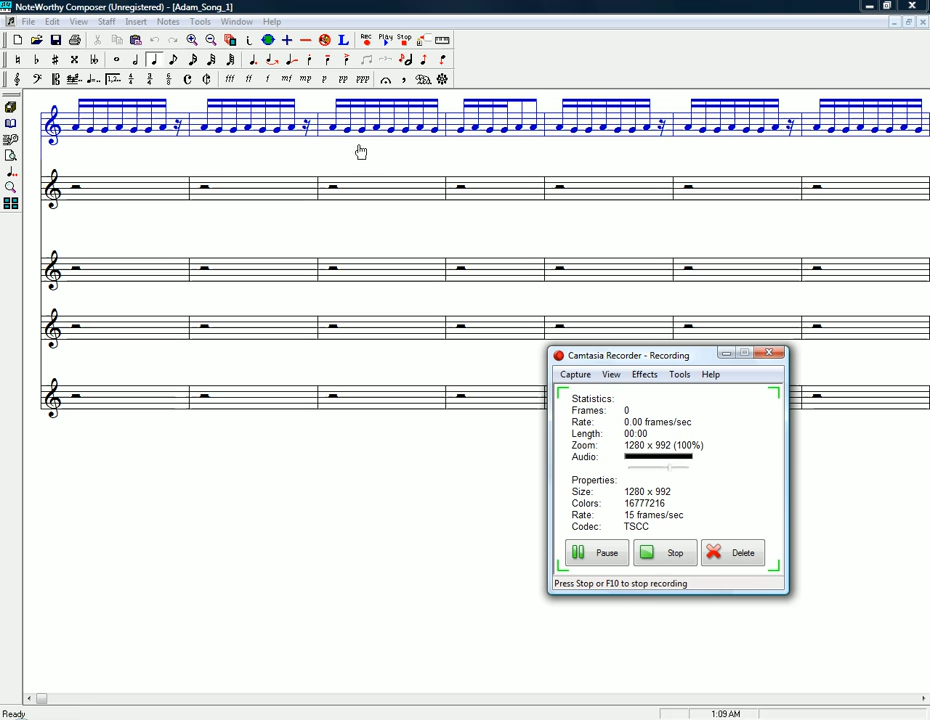 NoteWorthy Composer (Unregistered) - [Adam_Song_1]
File Edit View Staff Insert Notes Tools Window Help
Rec Play Stop
fff ff f mf mp p pp ppp
Camtasia Recorder - Recording
Capture View Effects Tools Help
Statistics:
Frames: 0
Rate: 0.00 frames/sec
Length: 00:00
Zoom: 1280 x 992 (100%)
Audio:
Properties:
Size: 1280 x 992
Colors: 16777216
Rate: 15 frames/sec
Codec: TSCC
Pause Stop Delete
Press Stop or F10 to stop recording
Ready 1:09 AM